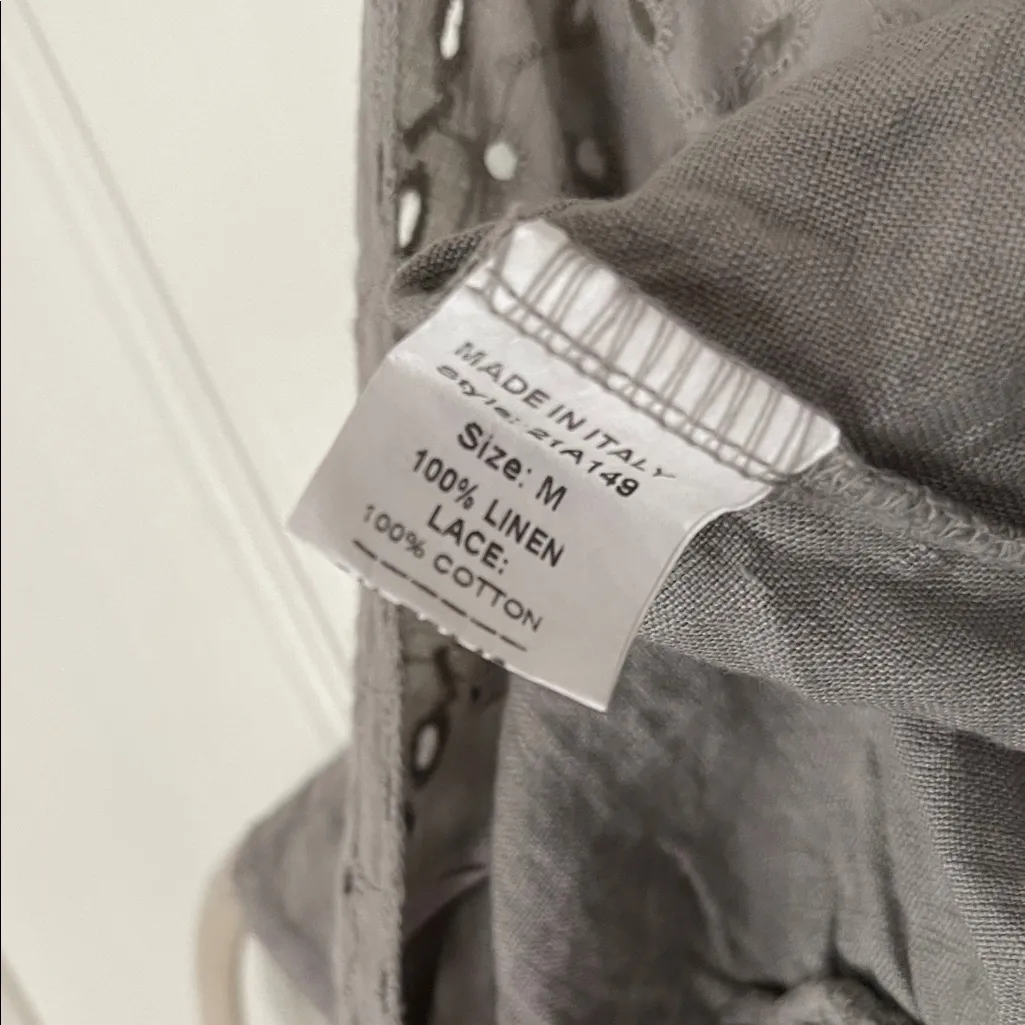 MADE IN ITALY
Style: 21A149
Size: M
100% LINEN
LACE:
100% COTTON